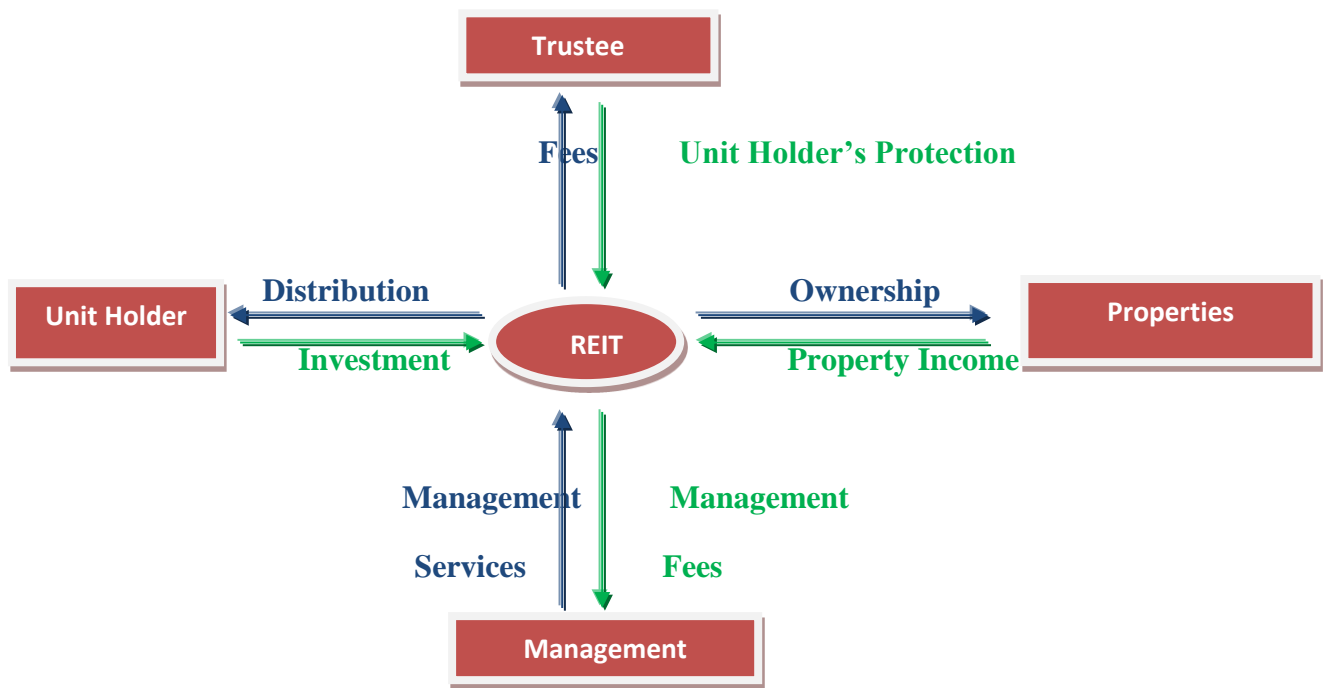 Trustee
Fees
Unit Holder’s Protection
Distribution
Ownership
Unit Holder
Properties
REIT
Investment
Property Income
Management
Management
Services
Fees
Management